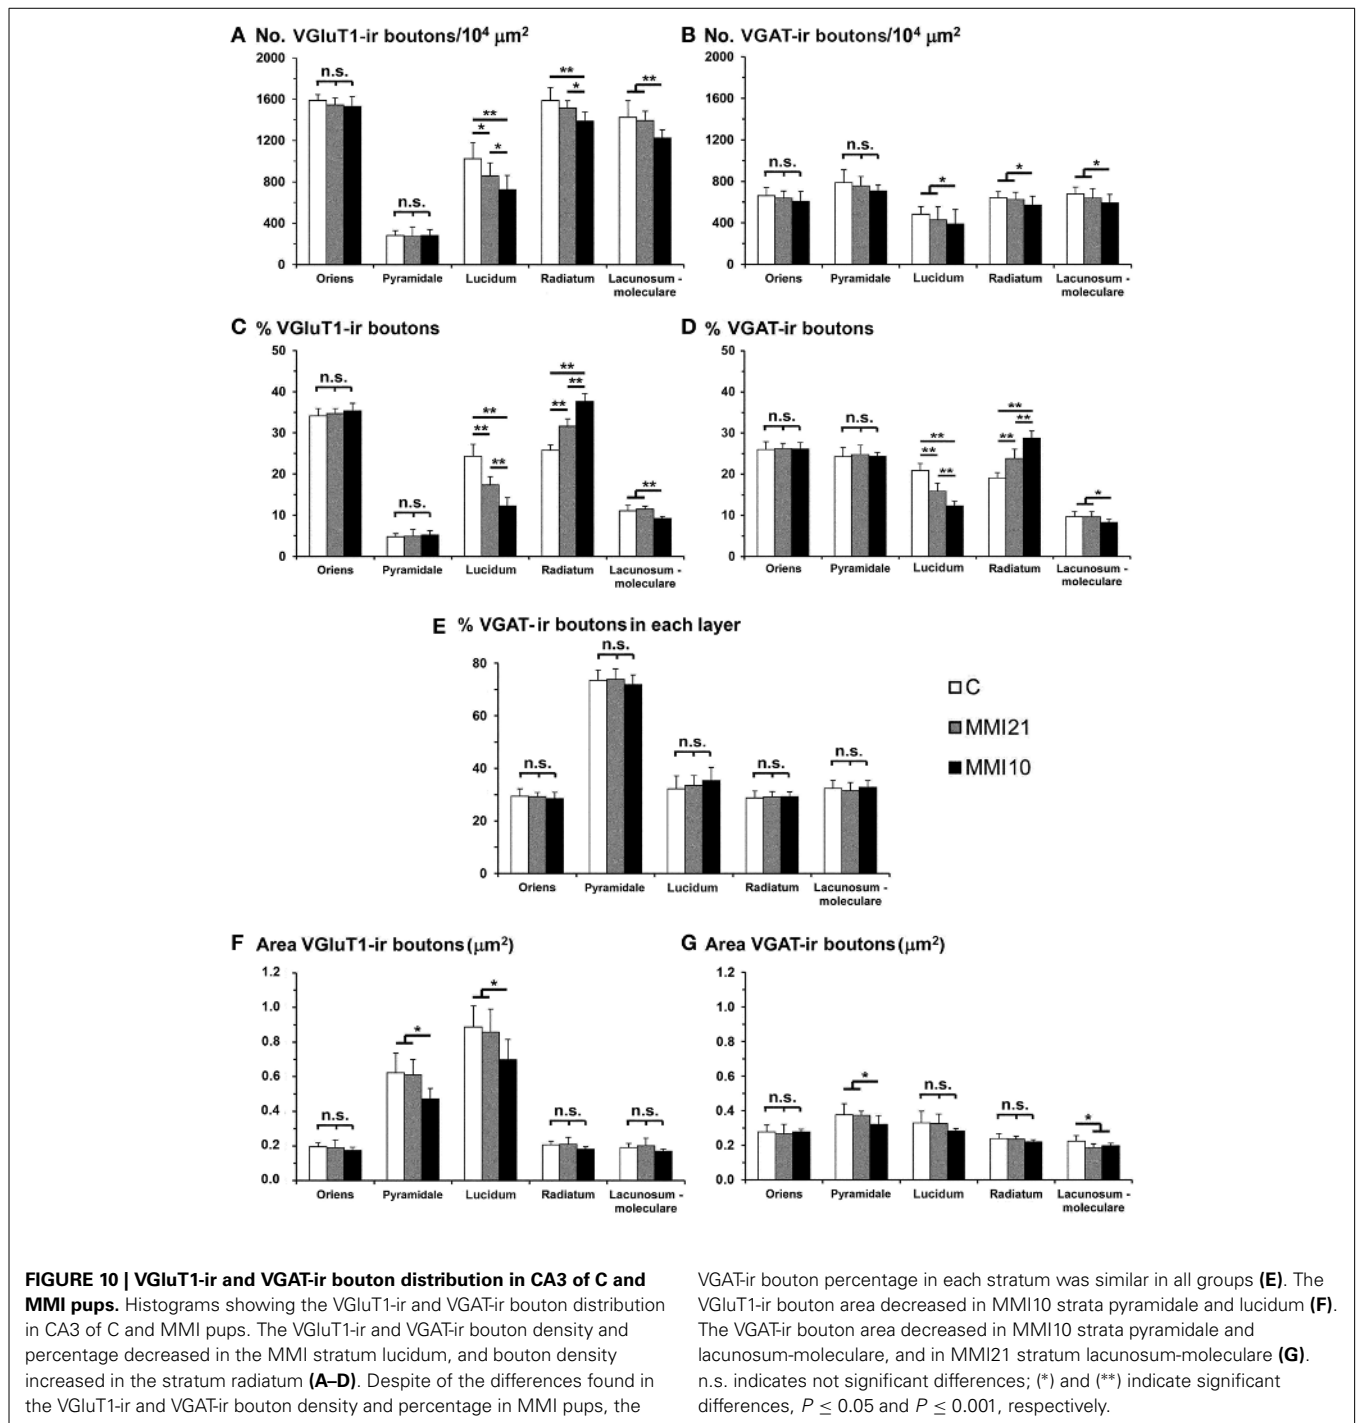 A No. VGluT1-ir boutons/10⁴ μm²
2000
1600
1200
800
400
0
n.s.
n.s.
**
*
*
**
*
**
Oriens
Pyramidale
Lucidum
Radiatum
Lacunosum -
moleculare
B No. VGAT-ir boutons/10⁴ μm²
2000
1600
1200
800
400
0
n.s.
n.s.
*
*
*
Oriens
Pyramidale
Lucidum
Radiatum
Lacunosum -
moleculare
C % VGluT1-ir boutons
50
40
30
20
10
0
n.s.
n.s.
**
**
**
**
**
**
**
Oriens
Pyramidale
Lucidum
Radiatum
Lacunosum -
moleculare
D % VGAT-ir boutons
50
40
30
20
10
0
n.s.
n.s.
**
**
**
**
**
**
*
Oriens
Pyramidale
Lucidum
Radiatum
Lacunosum -
moleculare
E % VGAT- ir boutons in each layer
80
60
40
20
0
n.s.
n.s.
n.s.
n.s.
n.s.
Oriens
Pyramidale
Lucidum
Radiatum
Lacunosum -
moleculare
C
MMI21
MMI10
F Area VGluT1-ir boutons (μm²)
1.2
1.0
0.8
0.6
0.4
0.2
0.0
n.s.
*
*
n.s.
n.s.
Oriens
Pyramidale
Lucidum
Radiatum
Lacunosum -
moleculare
G Area VGAT-ir boutons (μm²)
1.2
1.0
0.8
0.6
0.4
0.2
0.0
n.s.
*
n.s.
n.s.
*
Oriens
Pyramidale
Lucidum
Radiatum
Lacunosum -
moleculare
FIGURE 10 | VGluT1-ir and VGAT-ir bouton distribution in CA3 of C and
MMI pups. Histograms showing the VGluT1-ir and VGAT-ir bouton distribution
in CA3 of C and MMI pups. The VGluT1-ir and VGAT-ir bouton density and
percentage decreased in the MMI stratum lucidum, and bouton density
increased in the stratum radiatum (A–D). Despite of the differences found in
the VGluT1-ir and VGAT-ir bouton density and percentage in MMI pups, the
VGAT-ir bouton percentage in each stratum was similar in all groups (E). The
VGluT1-ir bouton area decreased in MMI10 strata pyramidale and lucidum (F).
The VGAT-ir bouton area decreased in MMI10 strata pyramidale and
lacunosum-moleculare, and in MMI21 stratum lacunosum-moleculare (G).
n.s. indicates not significant differences; (*) and (**) indicate significant
differences, P ≤ 0.05 and P ≤ 0.001, respectively.